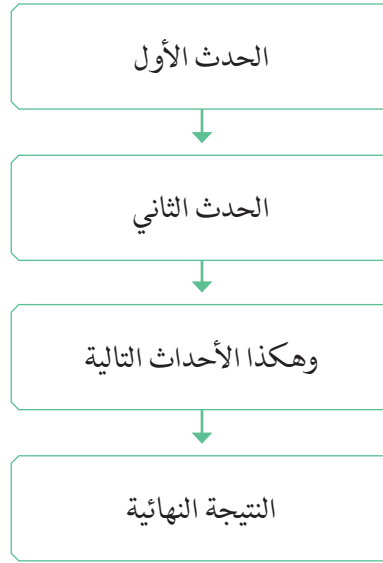 الحدث الأول
الحدث الثاني
وهكذا الأحداث التالية
النتيجة النهائية